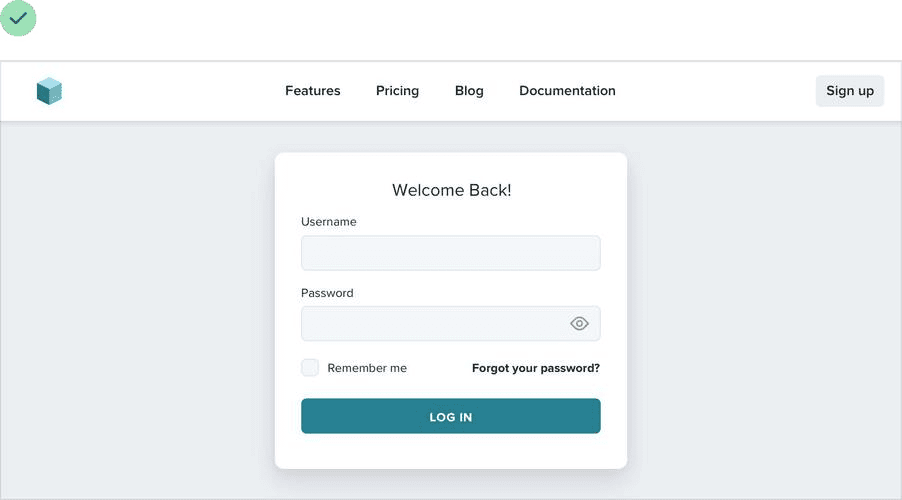 Features Pricing Blog Documentation Sign up
Welcome Back!
Username
Password
Remember me Forgot your password?
LOG IN